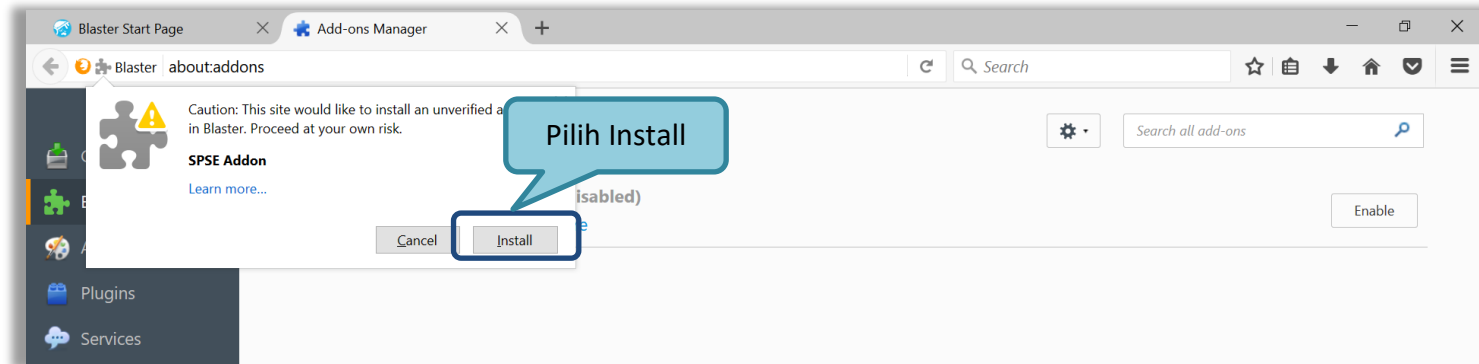 Blaster Start Page
Add-ons Manager
Blaster
about:addons
Search
Caution: This site would like to install an unverified
in Blaster. Proceed at your own risk.
SPSE Addon
Learn more...
Cancel
Install
Pilih Install
Search all add-ons
isabled)
e
Enable
Plugins
Services